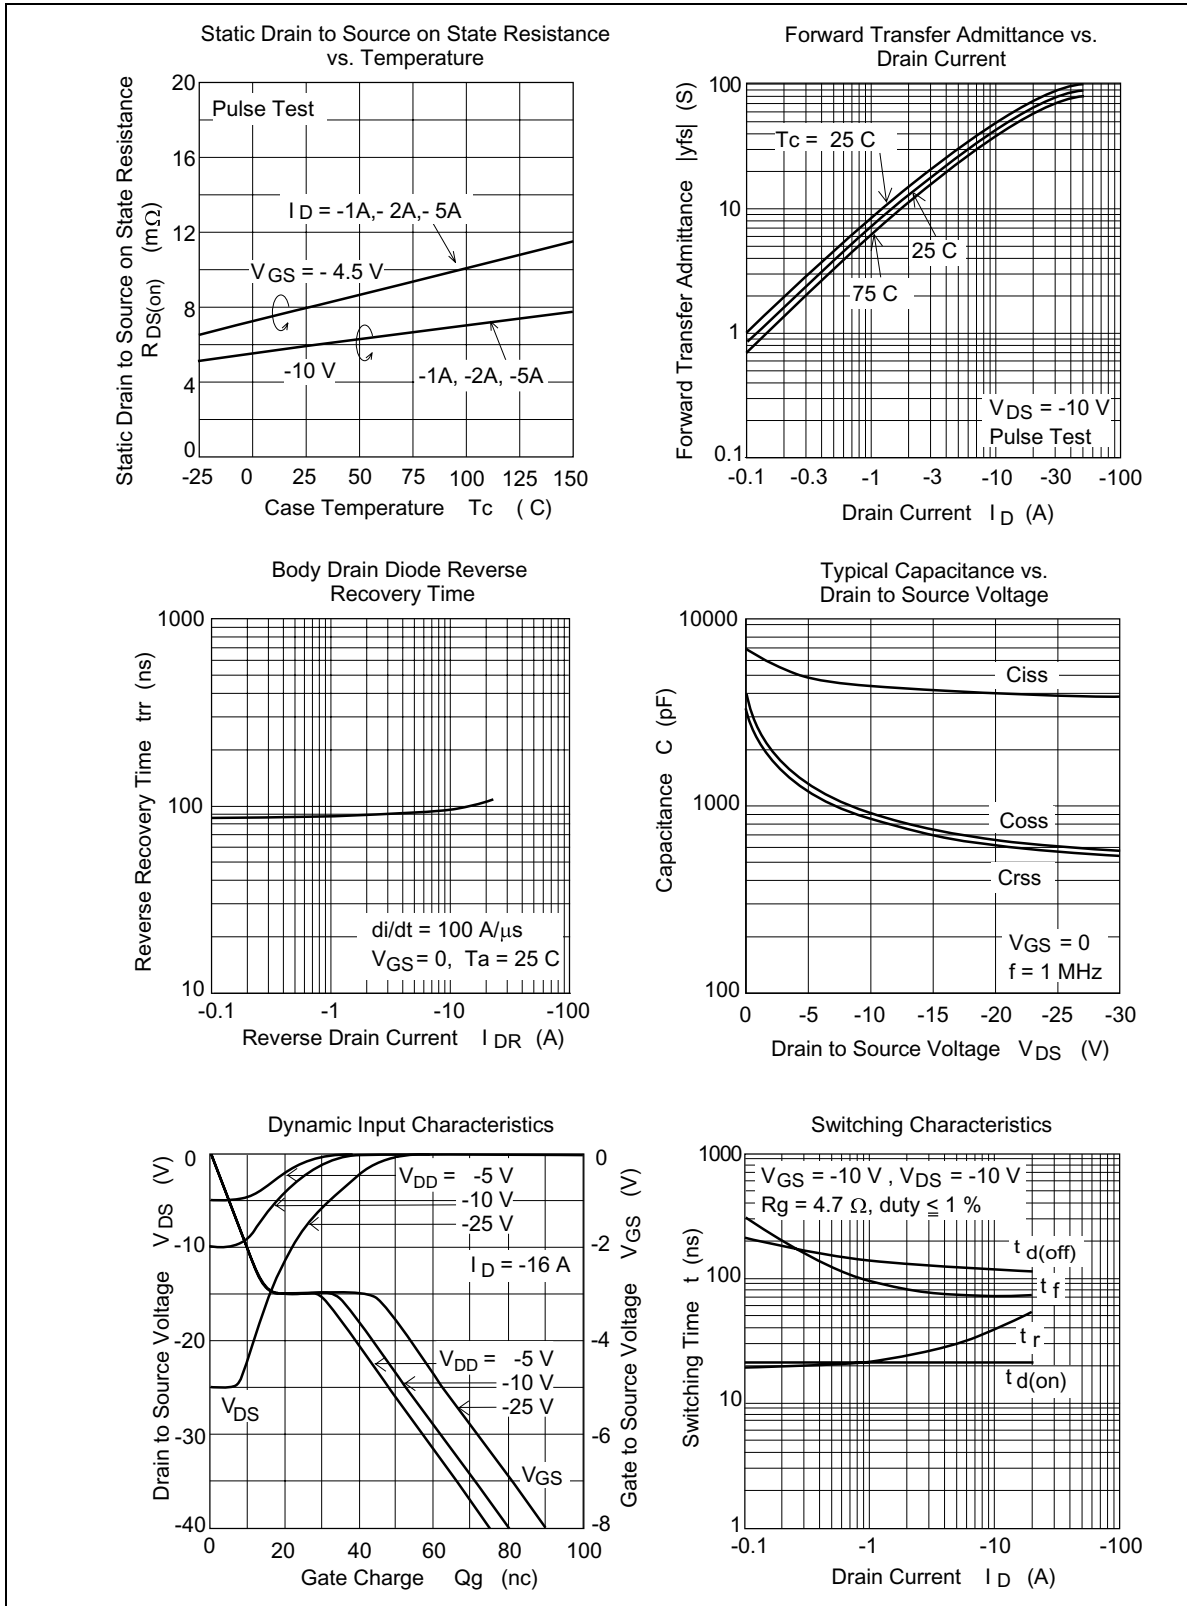 Static Drain to Source on State Resistance
vs. Temperature
Static Drain to Source on State Resistance
R DS(on) (mΩ)
20
16
12
8
4
0
Pulse Test
I D = -1A,- 2A,- 5A
V GS = - 4.5 V
-10 V
-1A, -2A, -5A
-25 0 25 50 75 100 125 150
Case Temperature Tc ( C)
Forward Transfer Admittance vs.
Drain Current
Forward Transfer Admittance |yfs| (S)
100
10
1
0.1
Tc = 25 C
25 C
75 C
V DS = -10 V
Pulse Test
-0.1 -0.3 -1 -3 -10 -30 -100
Drain Current I D (A)
Body Drain Diode Reverse
Recovery Time
Reverse Recovery Time trr (ns)
1000
100
10
di/dt = 100 A/μs
V GS = 0, Ta = 25 C
-0.1 -1 -10 -100
Reverse Drain Current I DR (A)
Typical Capacitance vs.
Drain to Source Voltage
Capacitance C (pF)
10000
1000
100
Ciss
Coss
Crss
V GS = 0
f = 1 MHz
0 -5 -10 -15 -20 -25 -30
Drain to Source Voltage V DS (V)
Dynamic Input Characteristics
Drain to Source Voltage V DS (V)
0
-10
-20
-30
-40
V DD = -5 V
-10 V
-25 V
I D = -16 A
V DD = -5 V
-10 V
-25 V
V DS
V GS
0
-2
-4
-6
-8
Gate to Source Voltage V GS (V)
0 20 40 60 80 100
Gate Charge Qg (nc)
Switching Characteristics
Switching Time t (ns)
1000
100
10
1
V GS = -10 V , V DS = -10 V
Rg = 4.7 Ω, duty ≦ 1 %
t d(off)
t f
t r
t d(on)
-0.1 -1 -10 -100
Drain Current I D (A)